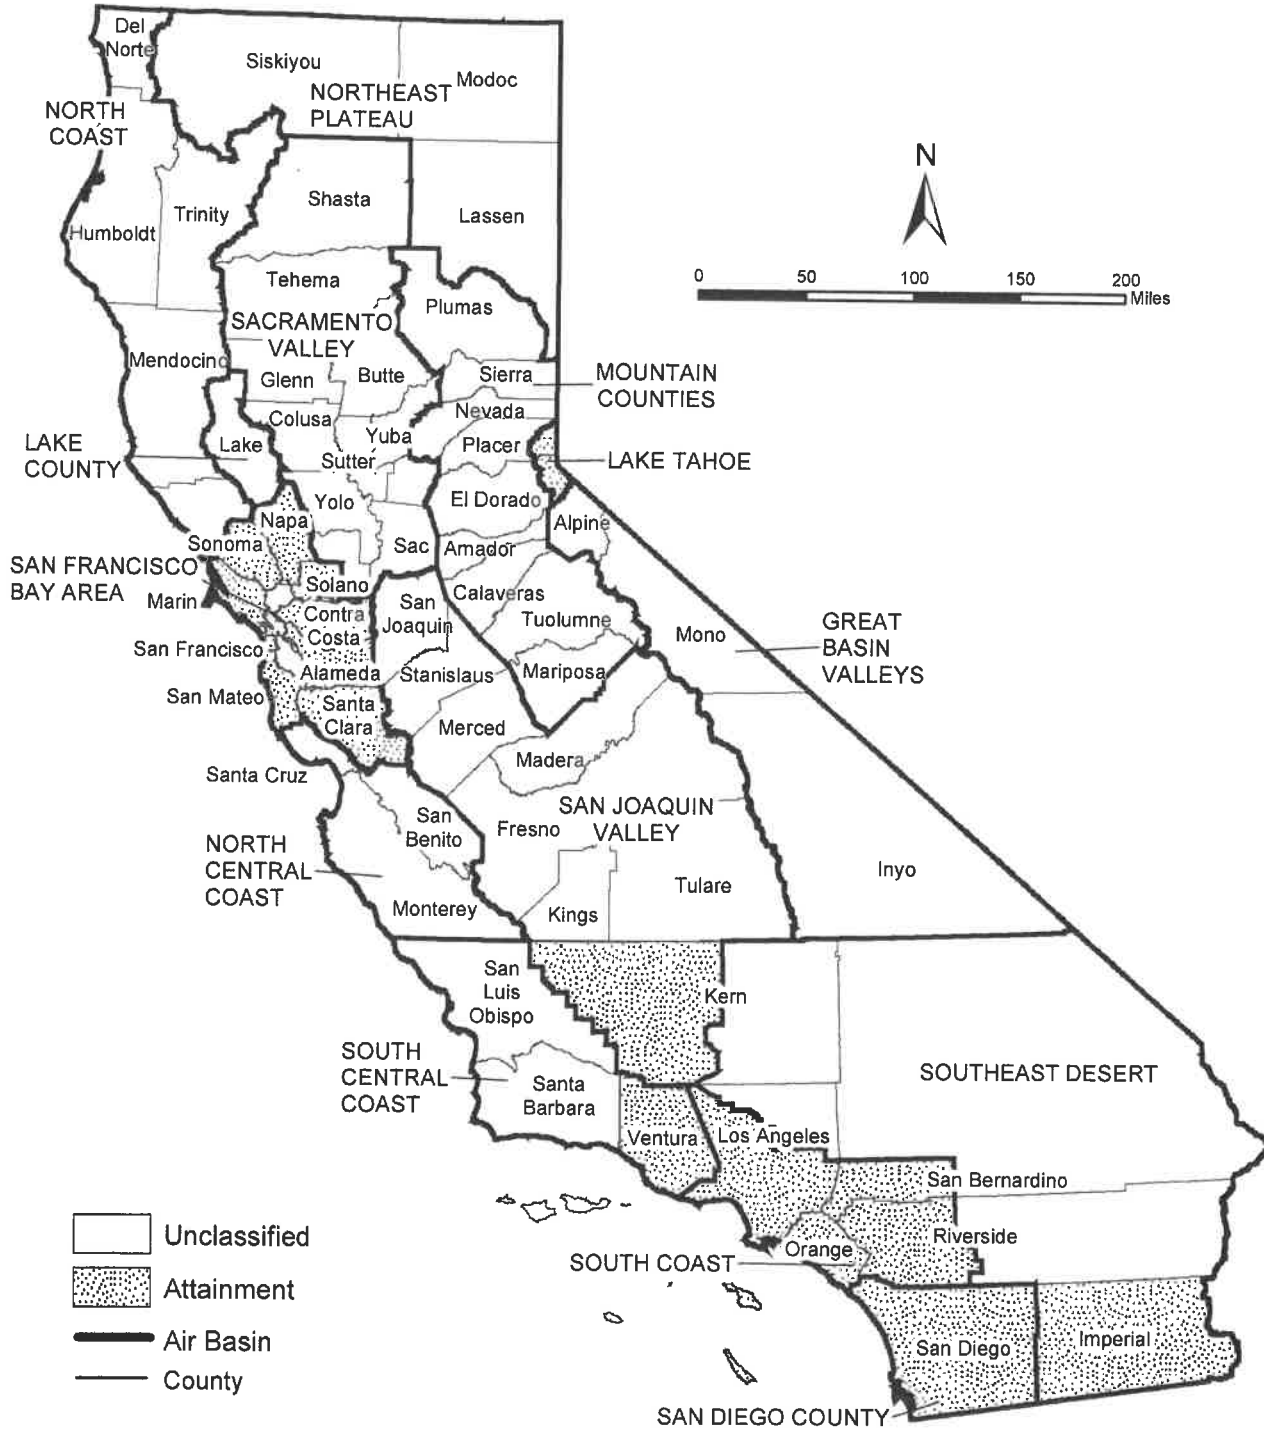 Del
Norte
Siskiyou
Modoc
NORTHEAST
PLATEAU
NORTH
COAST
N
Shasta
Trinity
Lassen
Humboldt
0 50 100 150 200
Miles
Tehema
Plumas
SACRAMENTO
VALLEY
Mendocino
Glenn
Butte
Sierra
MOUNTAIN
COUNTIES
Colusa
Nevada
Yuba
LAKE
COUNTY
Lake
Placer
Sutter
LAKE TAHOE
Yolo
El Dorado
Napa
Alpine
Sonoma
Sac
Amador
SAN FRANCISCO
BAY AREA
Solano
Marin
Calaveras
San
Joaquin
Contra
Costa
Tuolumne
Mono
GREAT
BASIN
VALLEYS
San Francisco
Alameda
Stanislaus
Mariposa
San Mateo
Santa
Clara
Merced
Madera
Santa Cruz
SAN JOAQUIN
VALLEY
San
Benito
Fresno
NORTH
CENTRAL
COAST
Inyo
Tulare
Monterey
Kings
San
Luis
Obispo
Kern
SOUTH
CENTRAL
COAST
SOUTHEAST DESERT
Santa
Barbara
Ventura
Los Angeles
San Bernardino
Unclassified
Riverside
Orange
SOUTH COAST
Attainment
Air Basin
San Diego
Imperial
County
SAN DIEGO COUNTY